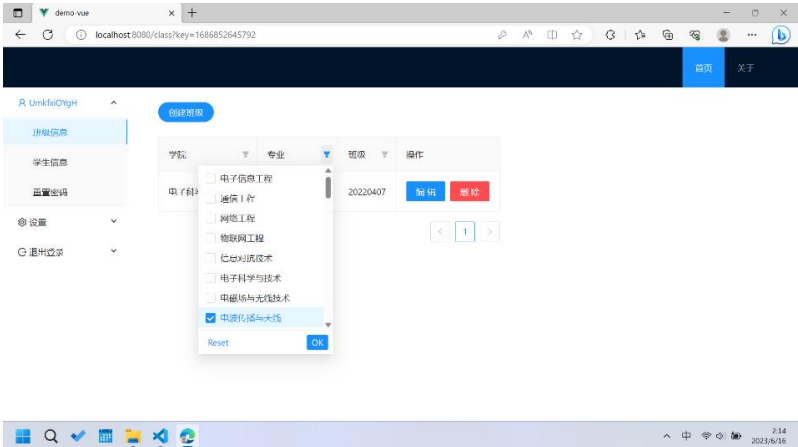 demo-vue
localhost:8080/class?key=1686852645792
首页 关于
UmkfxiOYgH
班级信息
学生信息
重置密码
设置
退出登录
创建班级
学院 专业 班级 操作
电子科 20220407 编辑 删除
电子信息工程
通信工程
网络工程
物联网工程
信息对抗技术
电子科学与技术
电磁场与无线技术
电波传播与天线
Reset OK
1
中
2:14
2023/6/16